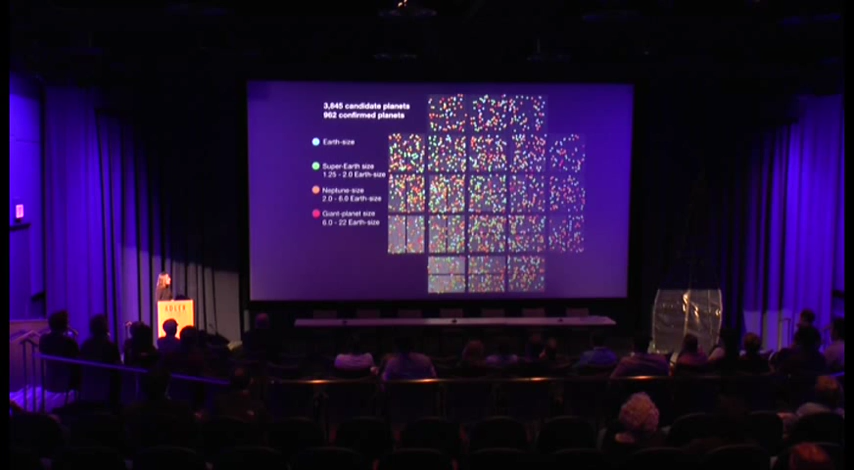 3,845 candidate planets
962 confirmed planets
Earth-size
Super-Earth size
1.25 - 2.0 Earth-size
Neptune-size
2.0 - 6.0 Earth-size
Giant-planet size
6.0 - 22 Earth-size
ADLER